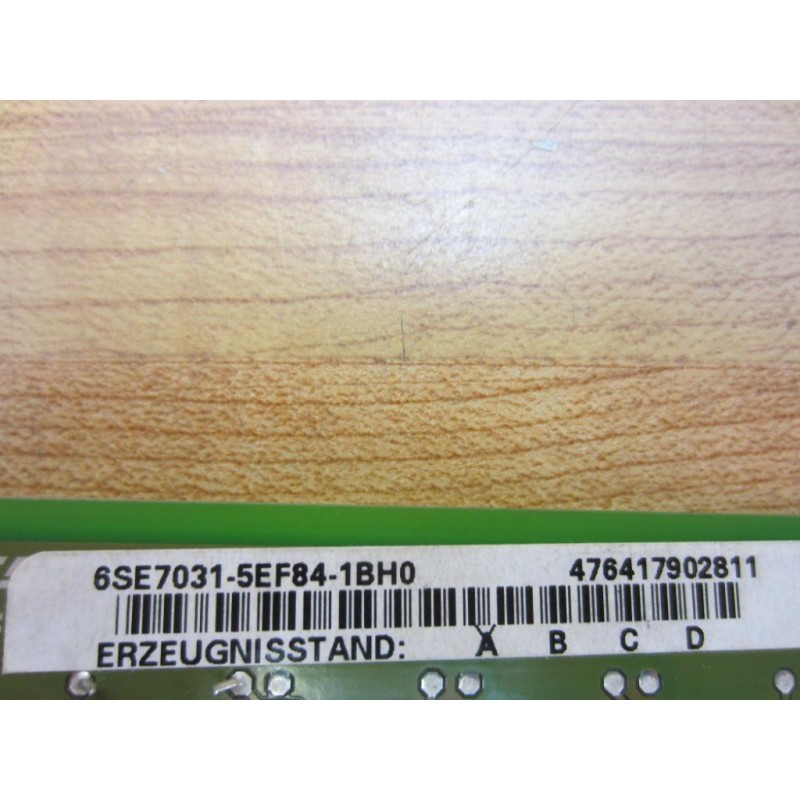 6SE7031-5EF84-1BH0 476417902811
ERZEUGNISSTAND: A B C D